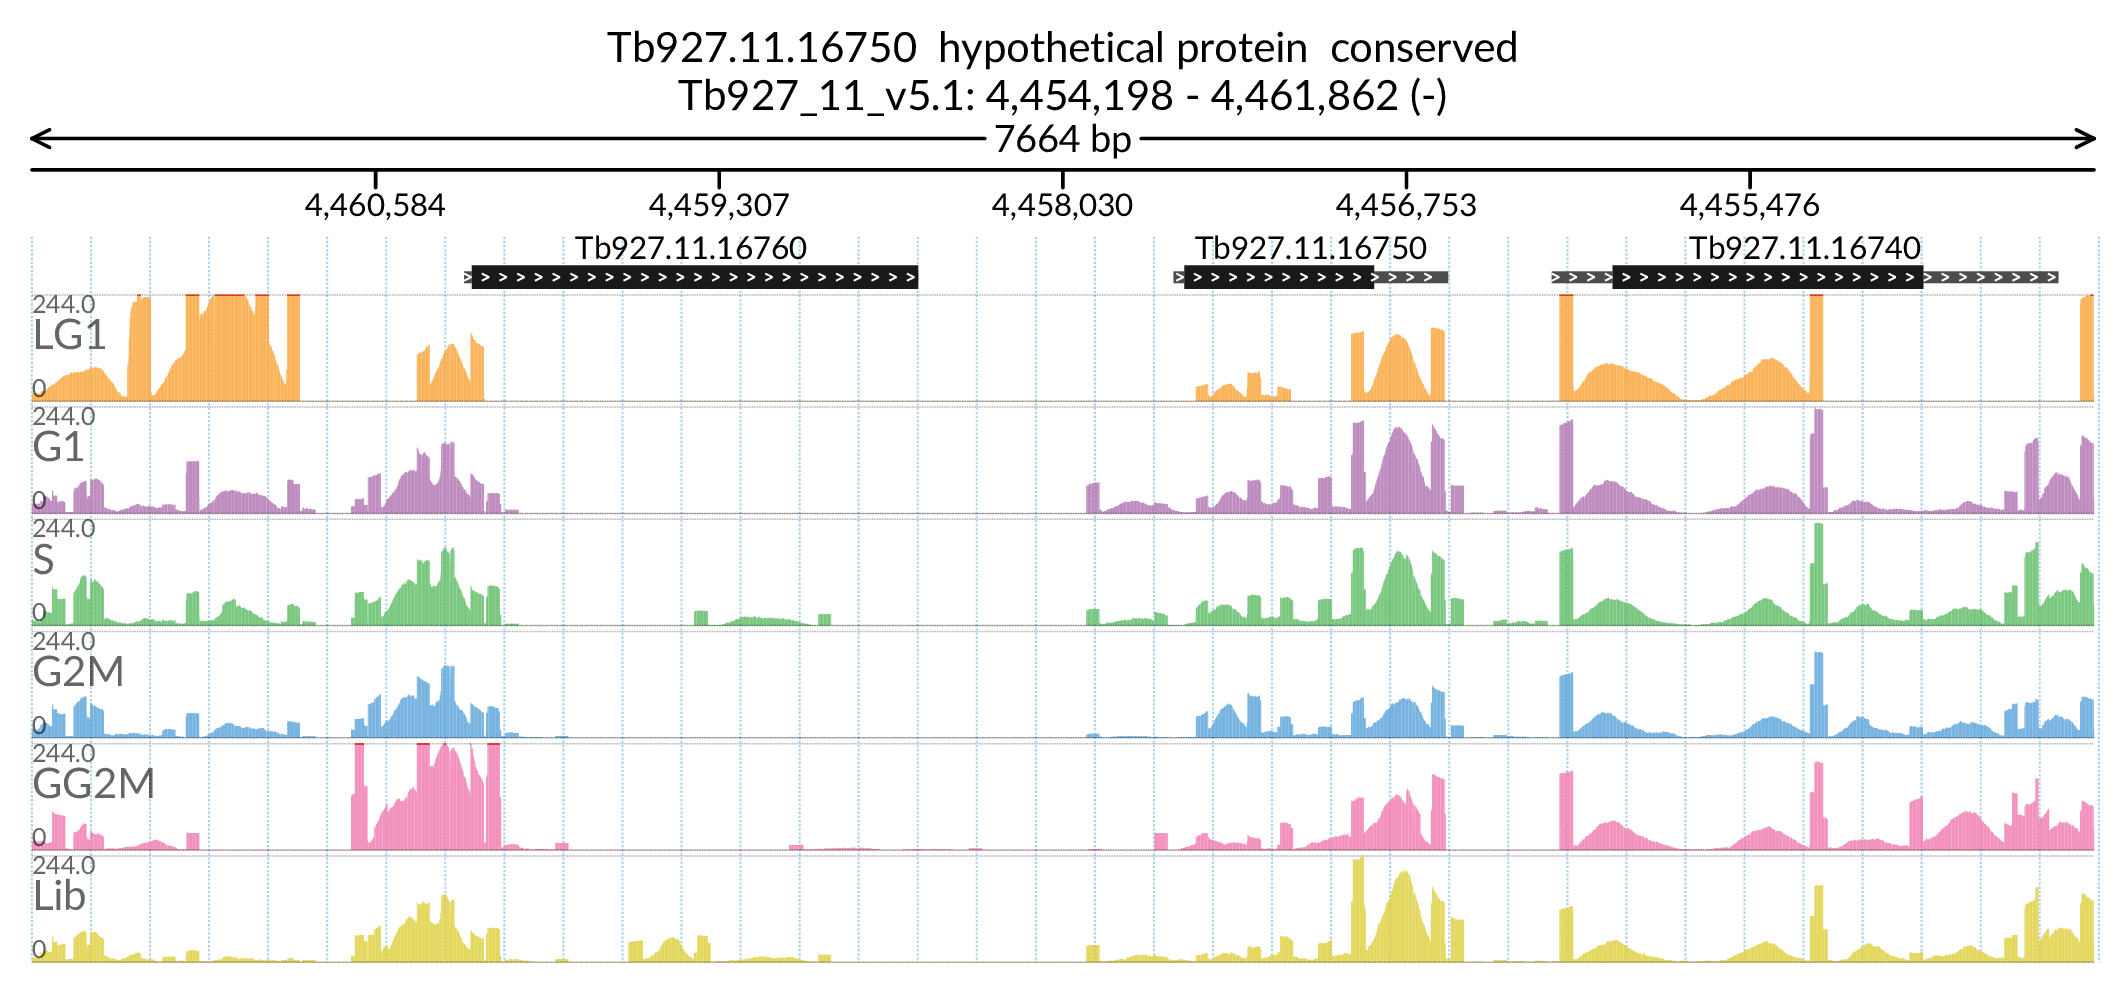 Tb927.11.16750 hypothetical protein conserved
Tb927_11_v5.1: 4,454,198 - 4,461,862 (-)
7664 bp
4,460,584 4,459,307 4,458,030 4,456,753 4,455,476
Tb927.11.16760 Tb927.11.16750 Tb927.11.16740
244.0
LG1
0
244.0
G1
0
244.0
S
0
244.0
G2M
0
244.0
GG2M
0
244.0
Lib
0